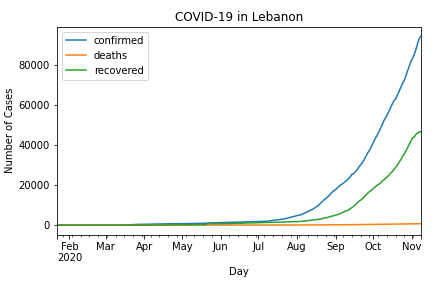 COVID-19 in Lebanon
confirmed
deaths
recovered
Number of Cases
80000
60000
40000
20000
0
Feb Mar Apr May Jun Jul Aug Sep Oct Nov
2020
Day